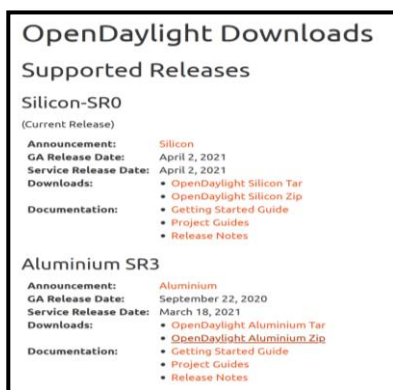 OpenDaylight Downloads
Supported Releases
Silicon-SR0
(Current Release)
Announcement: Silicon
GA Release Date: April 2, 2021
Service Release Date: April 2, 2021
Downloads: • OpenDaylight Silicon Tar
• OpenDaylight Silicon Zip
Documentation: • Getting Started Guide
• Project Guides
• Release Notes
Aluminium SR3
Announcement: Aluminium
GA Release Date: September 22, 2020
Service Release Date: March 18, 2021
Downloads: • OpenDaylight Aluminium Tar
• OpenDaylight Aluminium Zip
Documentation: • Getting Started Guide
• Project Guides
• Release Notes